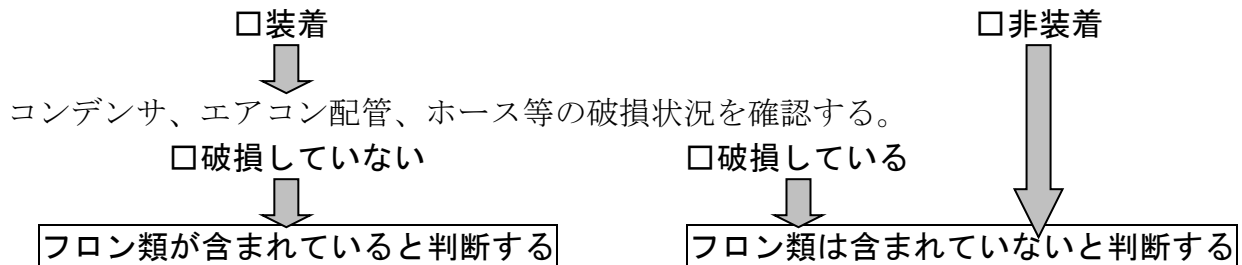 □装着 □非装着
コンデンサ、エアコン配管、ホース等の破損状況を確認する。
□破損していない □破損している
フロン類が含まれていると判断する フロン類は含まれていないと判断する